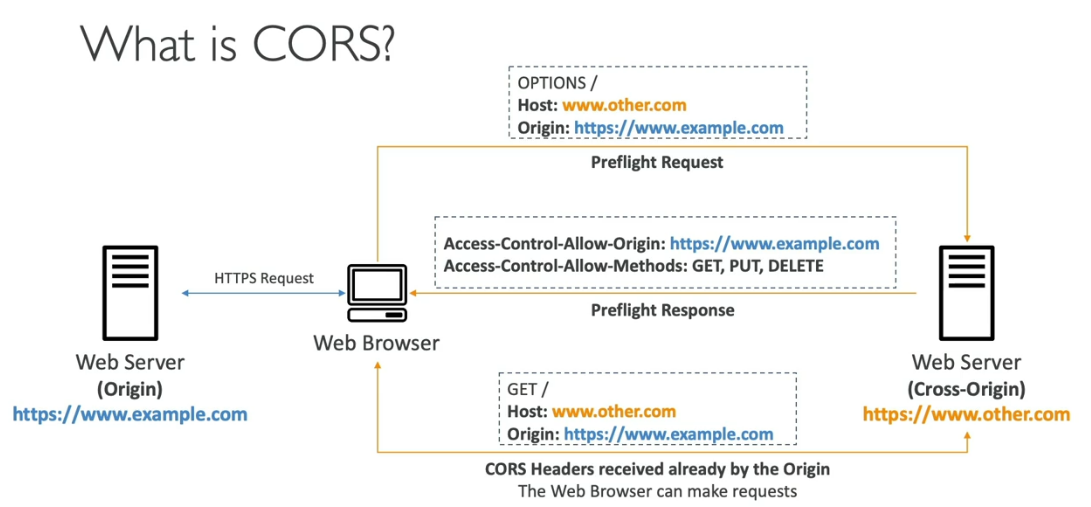 What is CORS?
OPTIONS /
Host: www.other.com
Origin: https://www.example.com
Preflight Request
Access-Control-Allow-Origin: https://www.example.com
Access-Control-Allow-Methods: GET, PUT, DELETE
Preflight Response
HTTPS Request
Web Browser
Web Server
(Origin)
https://www.example.com
Web Server
(Cross-Origin)
https://www.other.com
GET /
Host: www.other.com
Origin: https://www.example.com
CORS Headers received already by the Origin
The Web Browser can make requests